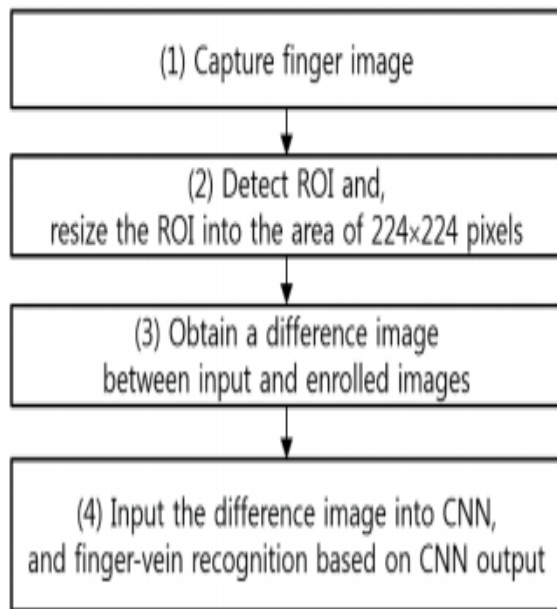 (1) Capture finger image
(2) Detect ROI and,
resize the ROI into the area of 224×224 pixels
(3) Obtain a difference image
between input and enrolled images
(4) Input the difference image into CNN,
and finger-vein recognition based on CNN output